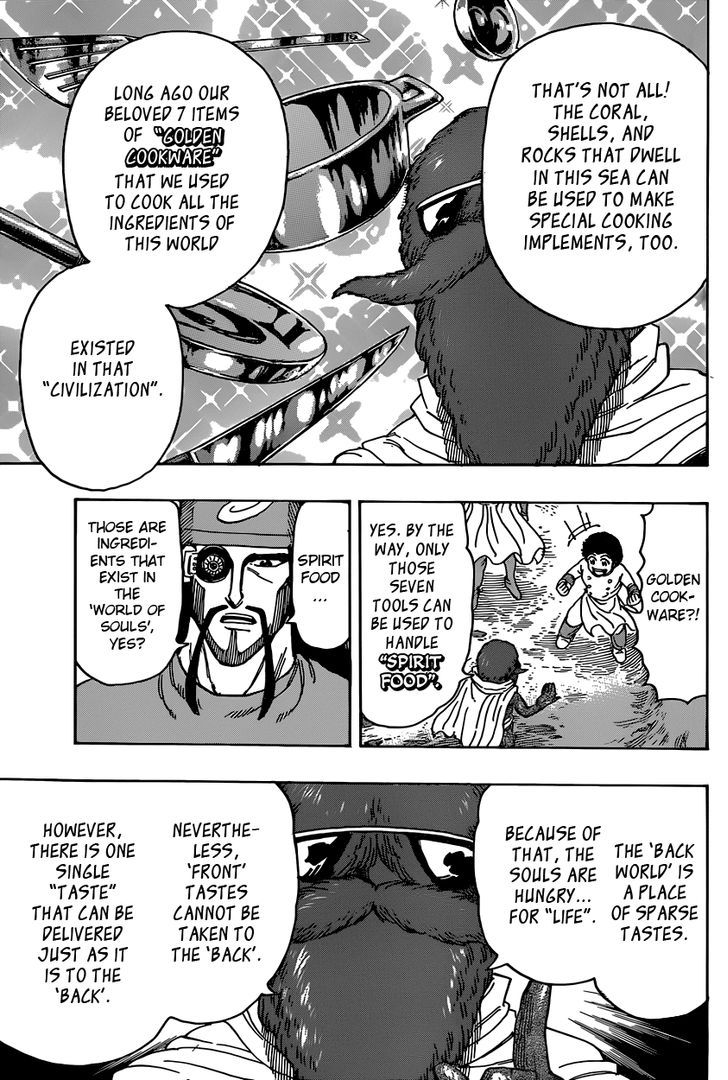 THAT'S NOT ALL!
THE CORAL,
SHELLS, AND
ROCKS THAT DWELL
IN THIS SEA CAN
BE USED TO MAKE
SPECIAL COOKING
IMPLEMENTS, TOO.
LONG AGO OUR
BELOVED 7 ITEMS
OF "GOLDEN
COOKWARE"
THAT WE USED
TO COOK ALL THE
INGREDIENTS OF
THIS WORLD
EXISTED
IN THAT
"CIVILIZATION".
GOLDEN
COOK-
WARE?!
YES. BY THE
WAY, ONLY
THOSE
SEVEN
TOOLS CAN
BE USED TO
HANDLE
"SPIRIT
FOOD".
SPIRIT
FOOD
...
THOSE ARE
INGREDI-
ENTS THAT
EXIST IN
THE
'WORLD OF
SOULS',
YES?
THE 'BACK
WORLD' IS
A PLACE
OF SPARSE
TASTES.
BECAUSE OF
THAT, THE
SOULS ARE
HUNGRY...
FOR "LIFE".
NEVERTHE-
LESS,
'FRONT'
TASTES
CANNOT BE
TAKEN TO
THE 'BACK'.
HOWEVER,
THERE IS ONE
SINGLE
"TASTE"
THAT CAN BE
DELIVERED
JUST AS IT
IS TO THE
'BACK'.